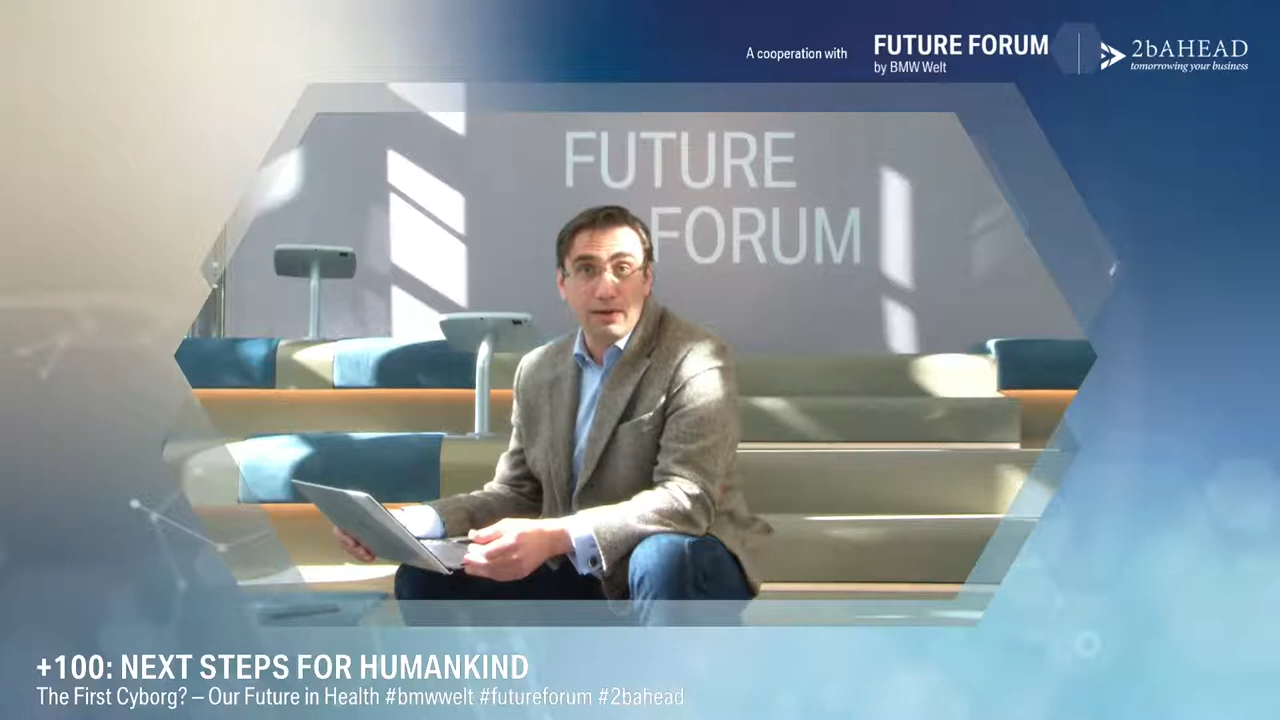 A cooperation with
FUTURE FORUM
by BMW Welt
2bAHEAD
tomorrowing your business
FUTURE
FORUM
+100: NEXT STEPS FOR HUMANKIND
The First Cyborg? – Our Future in Health #bmwwelt #futureforum #2bahead